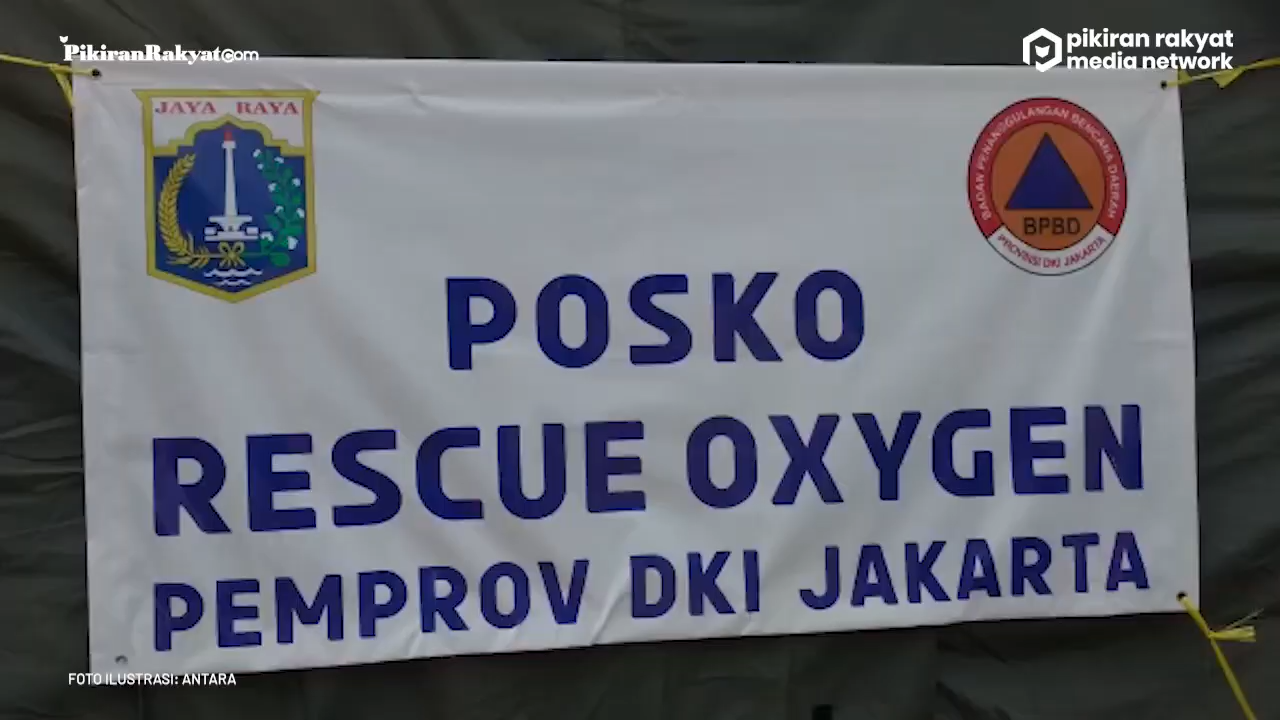 PikiranRakyat.com
pikiran rakyat
media network
JAYA RAYA
BADAN PENANGGULANGAN BENCANA DAERAH
BPBD
PROVINSI DKI JAKARTA
POSKO
RESCUE OXYGEN
PEMPROV DKI JAKARTA
FOTO ILUSTRASI: ANTARA